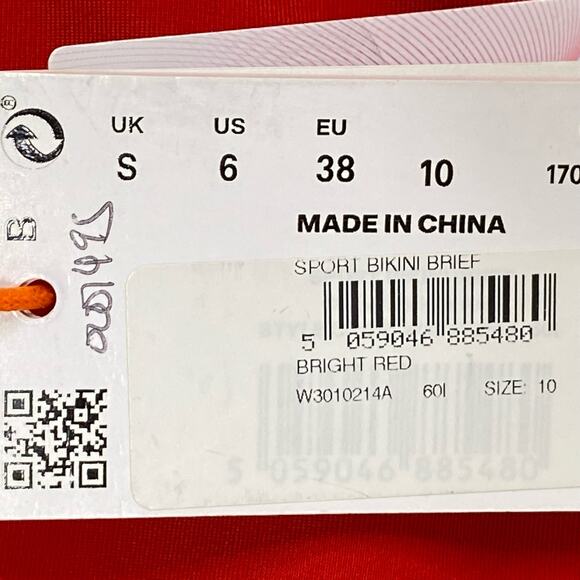 ®
UK US EU
S 6 38 10 170
MADE IN CHINA
B
SPORT BIKINI BRIEF
5 059046 885480
BRIGHT RED
W3010214A 60I SIZE: 10
5 059046 885480